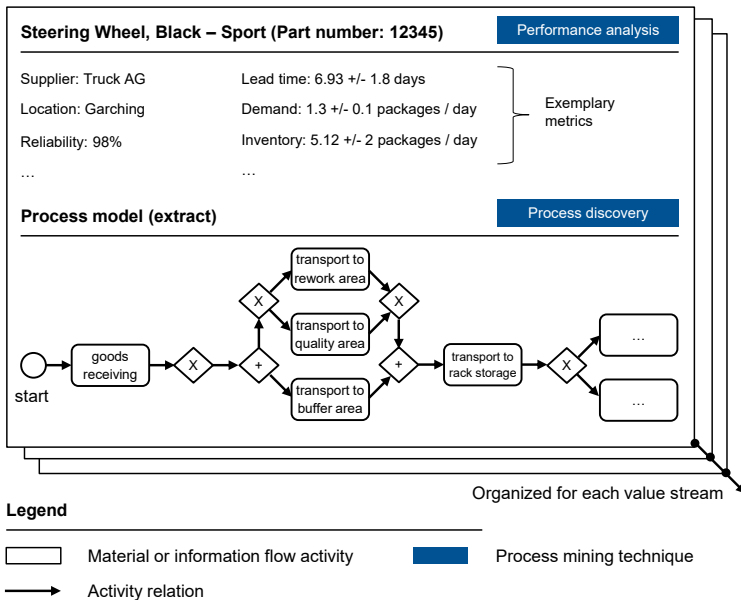 Steering Wheel, Black – Sport (Part number: 12345)
Performance analysis
Supplier: Truck AG
Lead time: 6.93 +/- 1.8 days
Location: Garching
Demand: 1.3 +/- 0.1 packages / day
Reliability: 98%
Inventory: 5.12 +/- 2 packages / day
…
…
Exemplary
metrics
Process model (extract)
Process discovery
start
goods
receiving
X
+
X
transport to
rework area
transport to
quality area
transport to
buffer area
X
+
transport to
rack storage
X
…
…
Organized for each value stream
Legend
Material or information flow activity
Process mining technique
Activity relation